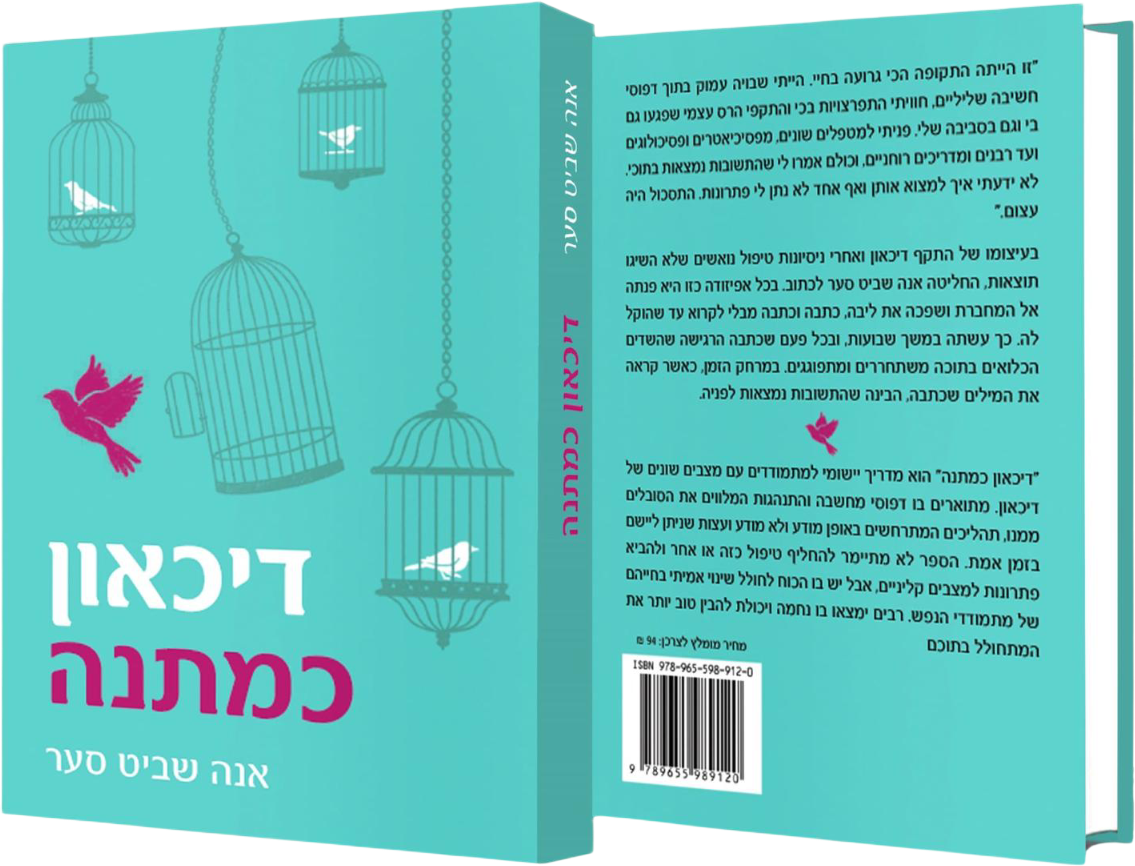 דיכאון
כמתנה
אנה שביט סער
אנה שביט סער
דיכאון כמתנה
"זו הייתה התקופה הכי גרועה בחיי. הייתי שבויה עמוק בתוך דפוסי
חשיבה שליליים, חוויתי התפרצויות בכי והתקפי הרס עצמי שפגעו גם
בי וגם בסביבה שלי. פניתי למטפלים שונים, מפסיכיאטרים ופסיכולוגים
ועד רבנים ומדריכים רוחניים, וכולם אמרו לי שהתשובות נמצאות בתוכי.
לא ידעתי איך למצוא אותן ואף אחד לא נתן לי פתרונות. התסכול היה
עצום."
בעיצומו של התקף דיכאון ואחרי ניסיונות טיפול נואשים שלא השיגו
תוצאות, החליטה אנה שביט סער לכתוב. בכל אפיזודה כזו היא פנתה
אל המחברת ושפכה את ליבה, כתבה וכתבה מבלי לקרוא עד שהוקל
לה. כך עשתה במשך שבועות, ובכל פעם שכתבה הרגישה שהשדים
הכלואים בתוכה משתחררים ומתפוגגים. במרחק הזמן, כאשר קראה
את המילים שכתבה, הבינה שהתשובות נמצאות לפניה.
"דיכאון כמתנה" הוא מדריך יישומי למתמודדים עם מצבים שונים של
דיכאון. מתוארים בו דפוסי מחשבה והתנהגות המלווים את הסובלים
ממנו, תהליכים המתרחשים באופן מודע ולא מודע ועצות שניתן ליישם
בזמן אמת. הספר לא מתיימר להחליף טיפול כזה או אחר ולהביא
פתרונות למצבים קליניים, אבל יש בו הכוח לחולל שינוי אמיתי בחייהם
של מתמודדי הנפש. רבים ימצאו בו נחמה ויכולת להבין טוב יותר את
המתחולל בתוכם
מחיר מומלץ לצרכן: 94 ₪
ISBN 978-965-598-912-0
9 789655 989120